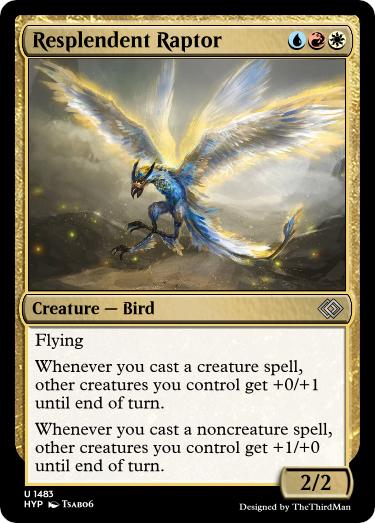 Resplendent Raptor
Creature — Bird
Flying
Whenever you cast a creature spell,
other creatures you control get +0/+1
until end of turn.
Whenever you cast a noncreature spell,
other creatures you control get +1/+0
until end of turn.
2/2
U 1483
HYP Tsabo6
Designed by TheThirdMan